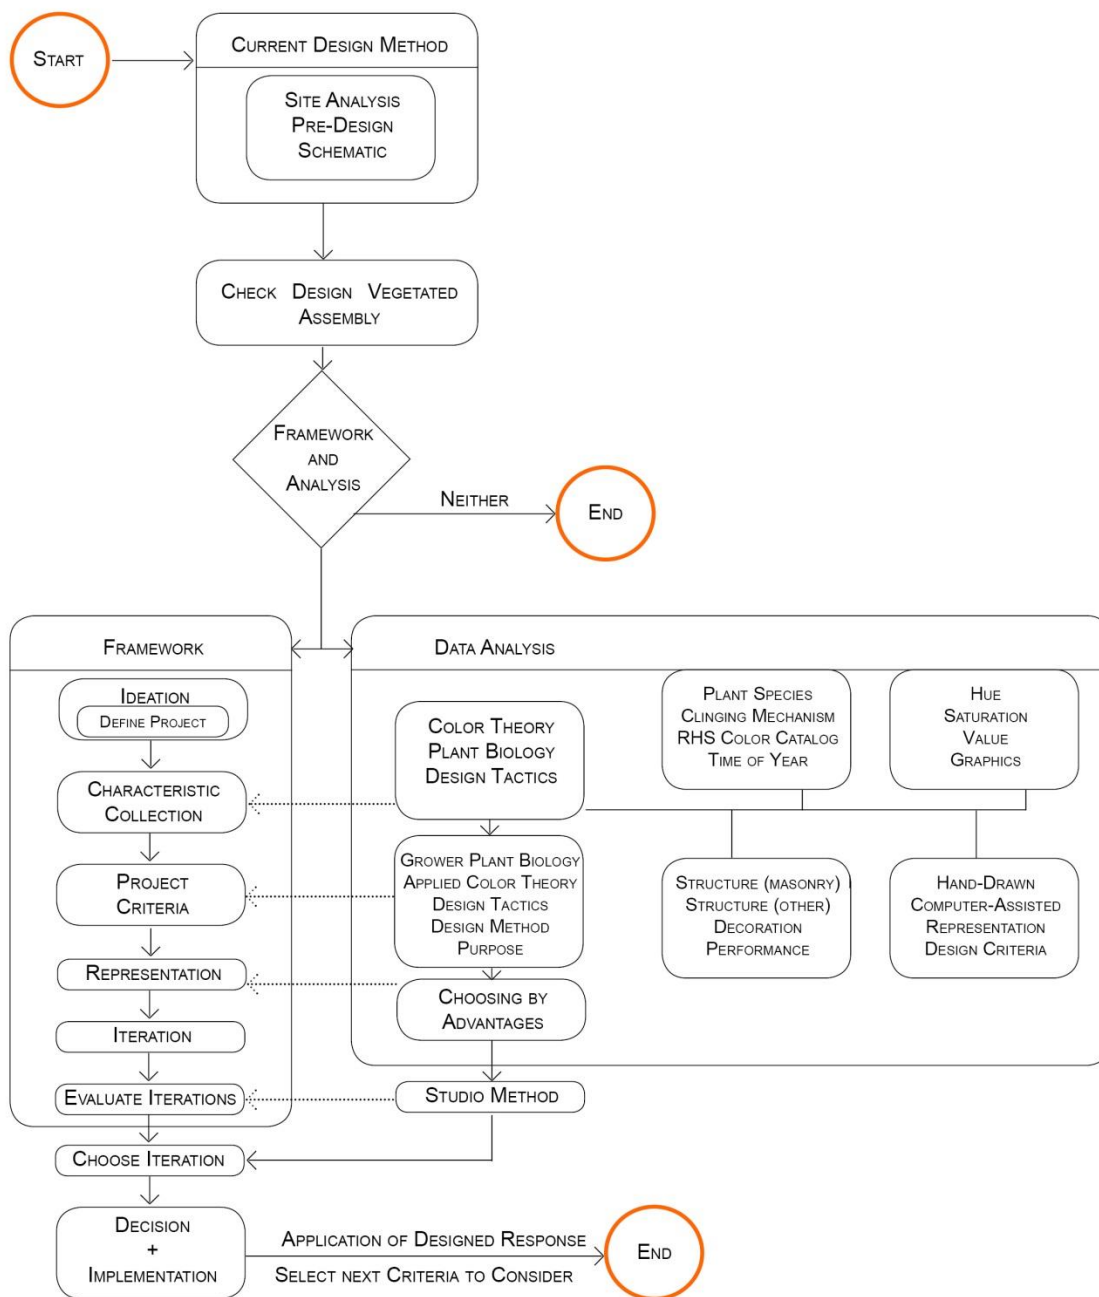 Start
Current Design Method
Site Analysis
Pre-Design
Schematic
Check Design Vegetated
Assembly
Framework
and
Analysis
Neither
End
Framework
Ideation
Define Project
Characteristic
Collection
Project
Criteria
Representation
Iteration
Evaluate Iterations
Choose Iteration
Decision
+
Implementation
Data Analysis
Color Theory
Plant Biology
Design Tactics
Grower Plant Biology
Applied Color Theory
Design Tactics
Design Method
Purpose
Choosing by
Advantages
Studio Method
Plant Species
Clinging Mechanism
RHS Color Catalog
Time of Year
Hue
Saturation
Value
Graphics
Structure (masonry)
Structure (other)
Decoration
Performance
Hand-Drawn
Computer-Assisted
Representation
Design Criteria
Application of Designed Response
Select next Criteria to Consider
End